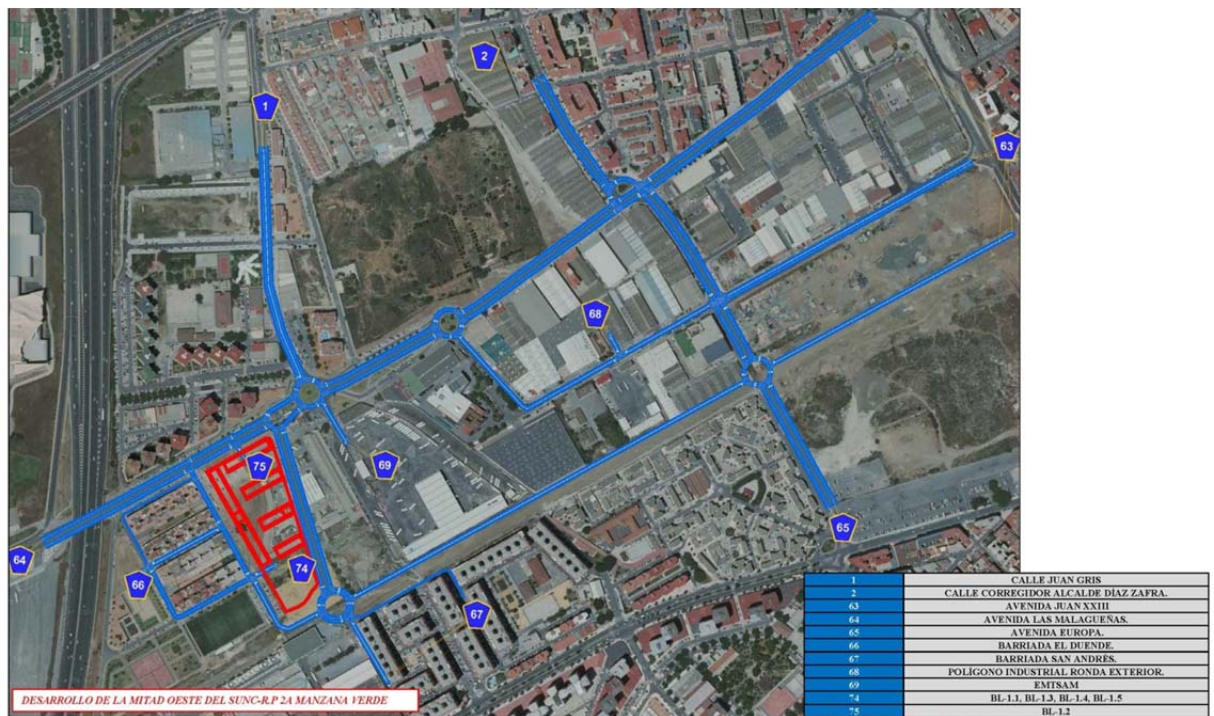 1
2
63
68
75
69
64
66
74
65
67
1 CALLE JUAN GRIS
2 CALLE CORREGIDOR ALCALDE DÍAZ ZAFRA.
63 AVENIDA JUAN XXIII
64 AVENIDA LAS MALAGUEÑAS.
65 AVENIDA EUROPA.
66 BARRIADA EL DUENDE.
67 BARRIADA SAN ANDRÉS.
68 POLÍGONO INDUSTRIAL RONDA EXTERIOR.
69 EMTSAM
74 BL-1.1, BL-1.3, BL-1.4, BL-1.5
75 BL-1.2
DESARROLLO DE LA MITAD OESTE DEL SUNC-R.P 2A MANZANA VERDE